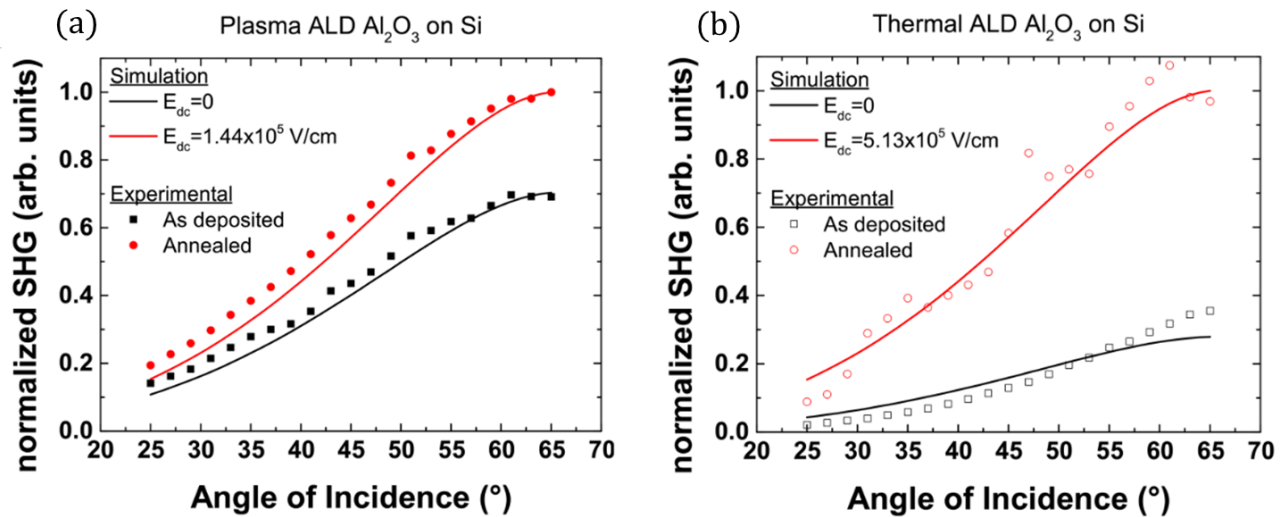 (a)
Plasma ALD Al₂O₃ on Si
normalized SHG (arb. units)
1.0
0.8
0.6
0.4
0.2
0.0
Simulation
E_dc=0
E_dc=1.44x10⁵ V/cm
Experimental
As deposited
Annealed
20 25 30 35 40 45 50 55 60 65 70
Angle of Incidence (°)
(b)
Thermal ALD Al₂O₃ on Si
normalized SHG (arb. units)
1.0
0.8
0.6
0.4
0.2
0.0
Simulation
E_dc=0
E_dc=5.13x10⁵ V/cm
Experimental
As deposited
Annealed
20 25 30 35 40 45 50 55 60 65 70
Angle of Incidence (°)